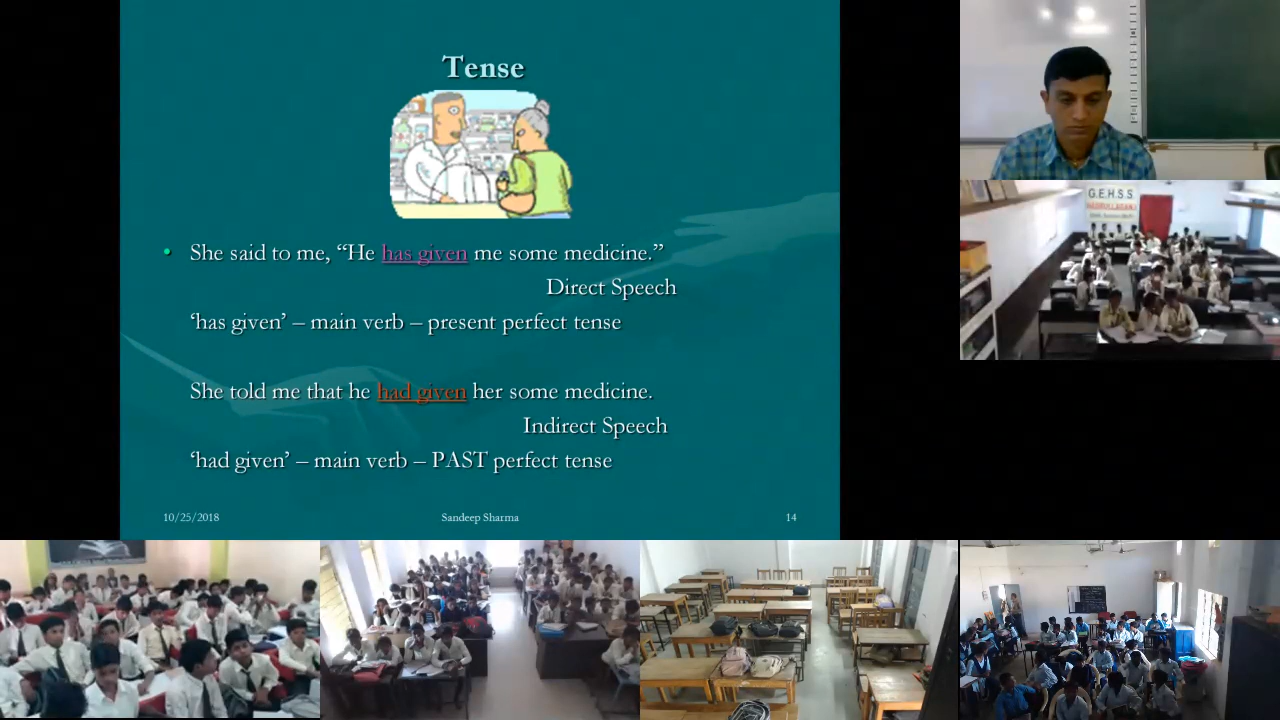 Tense
She said to me, “He has given me some medicine.”
Direct Speech
‘has given’ – main verb – present perfect tense
She told me that he had given her some medicine.
Indirect Speech
‘had given’ – main verb – PAST perfect tense
10/25/2018 Sandeep Sharma 14
G.E.H.S.S